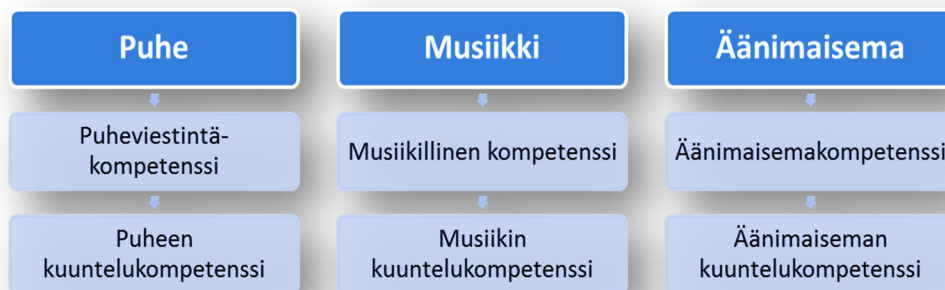 Puhe
Puheviestintä-
kompetenssi
Puheen
kuuntelukompetenssi
Musiikki
Musiikillinen kompetenssi
Musiikin
kuuntelukompetenssi
Äänimaisema
Äänimaisemakompetenssi
Äänimaiseman
kuuntelukompetenssi